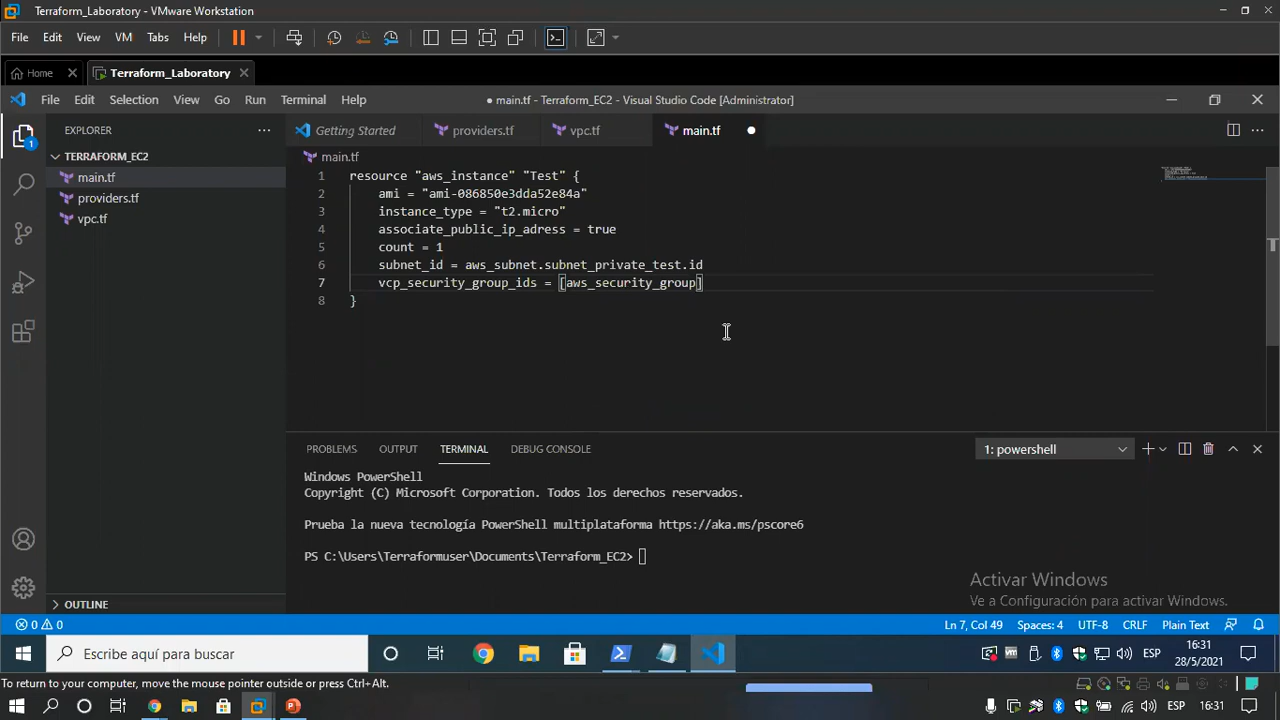 Terraform_Laboratory - VMware Workstation
File Edit View VM Tabs Help
Home Terraform_Laboratory
File Edit Selection View Go Run Terminal Help ● main.tf - Terraform_EC2 - Visual Studio Code [Administrator]
EXPLORER Getting Started providers.tf vpc.tf main.tf
TERRAFORM_EC2
main.tf
providers.tf
vpc.tf
1
main.tf
1 resource "aws_instance" "Test" {
2 ami = "ami-086850e3dda52e84a"
3 instance_type = "t2.micro"
4 associate_public_ip_adress = true
5 count = 1
6 subnet_id = aws_subnet.subnet_private_test.id
7 vcp_security_group_ids = [aws_security_group]
8 }
PROBLEMS OUTPUT TERMINAL DEBUG CONSOLE 1: powershell
Windows PowerShell
Copyright (C) Microsoft Corporation. Todos los derechos reservados.
Prueba la nueva tecnología PowerShell multiplataforma https://aka.ms/pscore6
PS C:\Users\Terraformuser\Documents\Terraform_EC2>
Activar Windows
Ve a Configuración para activar Windows.
OUTLINE
0 0 Ln 7, Col 49 Spaces: 4 UTF-8 CRLF Plain Text
Escribe aquí para buscar ESP 16:31
28/5/2021
To return to your computer, move the mouse pointer outside or press Ctrl+Alt.
ESP 16:31